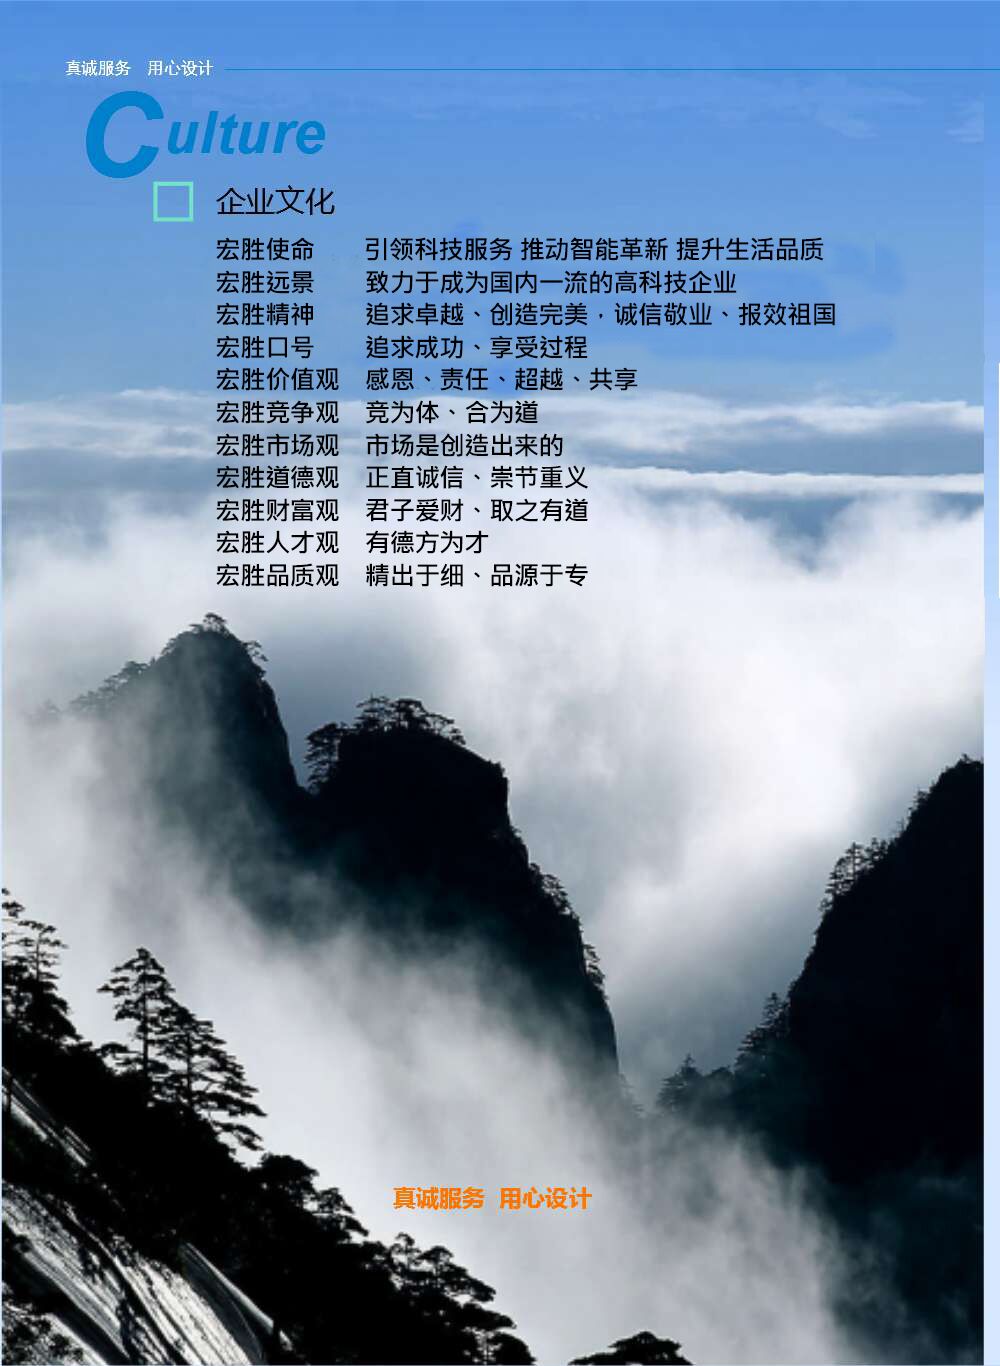 真诚服务　用心设计
Culture
企业文化
宏胜使命　引领科技服务 推动智能革新 提升生活品质
宏胜远景　致力于成为国内一流的高科技企业
宏胜精神　追求卓越、创造完美，诚信敬业、报效祖国
宏胜口号　追求成功、享受过程
宏胜价值观　感恩、责任、超越、共享
宏胜竞争观　竞为体、合为道
宏胜市场观　市场是创造出来的
宏胜道德观　正直诚信、崇节重义
宏胜财富观　君子爱财、取之有道
宏胜人才观　有德方为才
宏胜品质观　精出于细、品源于专
真诚服务 用心设计